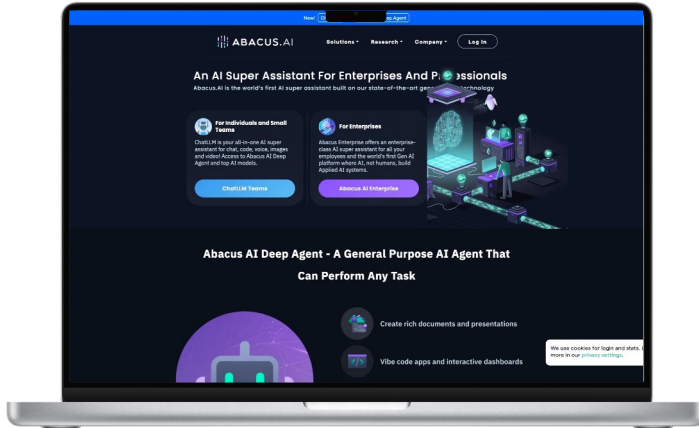 New!
Deep Agent
ABACUS.AI
Solutions
Research
Company
Log In
An AI Super Assistant For Enterprises And
Abacus.AI is the world's first AI super assistant built on our state-of-the-art
For Individuals and Small
Teams
ChatLLM is your all-in-one AI super
assistant for chat, code, voice, images
and video! Access to Abacus AI Deep
Agent and top AI models.
ChatLLM Teams
For Enterprises
Abacus Enterprise offers an enterprise-
class AI super assistant for all your
employees and the world's first Gen AI
platform where AI, not humans, build
Applied AI systems.
Abacus AI Enterprise
Abacus AI Deep Agent - A General Purpose AI Agent That
Can Perform Any Task
Create rich documents and presentations
Vibe code apps and interactive dashboards
We use cookies for login and stats.
more in our privacy settings.